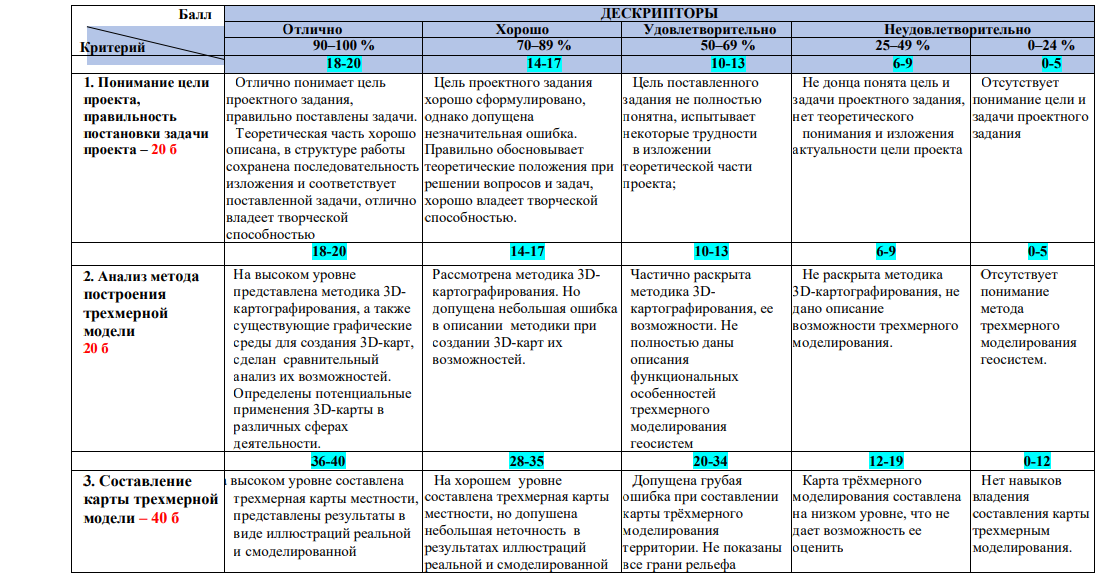 Балл
Критерий
ДЕСКРИПТОРЫ
Отлично
Хорошо
Удовлетворительно
Неудовлетворительно
90–100 %
70–89 %
50–69 %
25–49 %
0–24 %
18-20
14-17
10-13
6-9
0-5
1. Понимание цели
проекта,
правильность
постановки задачи
проекта – 20 б
Отлично понимает цель
проектного задания,
правильно поставлены задачи.
Теоретическая часть хорошо
описана, в структуре работы
сохранена последовательность
изложения и соответствует
поставленной задачи, отлично
владеет творческой
способностью
Цель проектного задания
хорошо сформулировано,
однако допущена
незначительная ошибка.
Правильно обосновывает
теоретические положения при
решении вопросов и задач,
хорошо владеет творческой
способностью.
Цель поставленного
задания не полностью
понятна, испытывает
некоторые трудности
в изложении
теоретической части
проекта;
Не донца понята цель и
задачи проектного задания,
нет теоретического
понимания и изложения
актуальности цели проекта
Отсутствует
понимание цели и
задачи проектного
задания
18-20
14-17
10-13
6-9
0-5
2. Анализ метода
построения
трехмерной
модели
20 б
На высоком уровне
представлена методика 3D-
картографирования, а также
существующие графические
среды для создания 3D-карт,
сделан сравнительный
анализ их возможностей.
Определены потенциальные
применения 3D-карты в
различных сферах
деятельности.
Рассмотрена методика 3D-
картографирования. Но
допущена небольшая ошибка
в описании методики при
создании 3D-карт их
возможностей.
Частично раскрыта
методика 3D-
картографирования, ее
возможности. Не
полностью даны
описания
функциональных
особенностей
трехмерного
моделирования
геосистем
Не раскрыта методика
3D-картографирования, не
дано описание
возможности трехмерного
моделирования.
Отсутствует
понимание
метода
трехмерного
моделирования
геосистем.
36-40
28-35
20-34
12-19
0-12
3. Составление
карты трехмерной
модели – 40 б
высоком уровне составлена
трехмерная карты местности,
представлены результаты в
виде иллюстраций реальной
и смоделированной
На хорошем уровне
составлена трехмерная карты
местности, но допушена
небольшая неточность в
результатах иллюстраций
реальной и смоделированной
Допущена грубая
ошибка при составлении
карты трёхмерного
моделирования
территории. Не показаны
все грани рельефа
Карта трёхмерного
моделирования составлена
на низком уровне, что не
дает возможность ее
оценить
Нет навыков
владения
составления карты
трехмерным
моделирования.